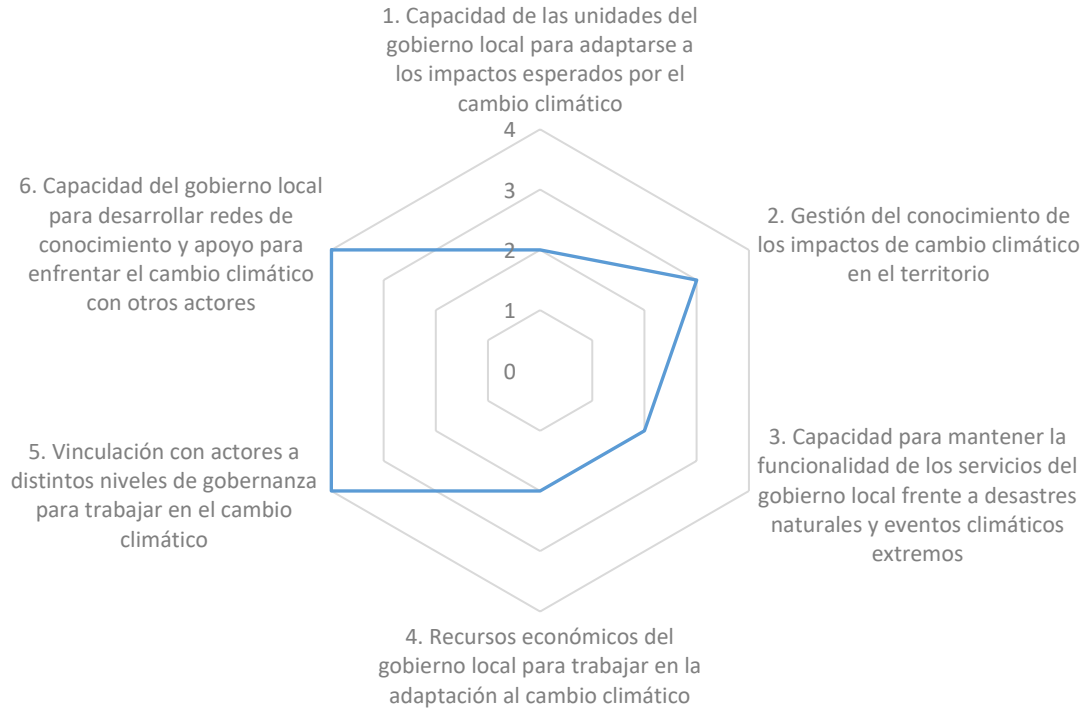 1. Capacidad de las unidades del
gobierno local para adaptarse a
los impactos esperados por el
cambio climático
4
3
2
1
0
2. Gestión del conocimiento de
los impactos de cambio climático
en el territorio
3. Capacidad para mantener la
funcionalidad de los servicios del
gobierno local frente a desastres
naturales y eventos climáticos
extremos
4. Recursos económicos del
gobierno local para trabajar en la
adaptación al cambio climático
5. Vinculación con actores a
distintos niveles de gobernanza
para trabajar en el cambio
climático
6. Capacidad del gobierno local
para desarrollar redes de
conocimiento y apoyo para
enfrentar el cambio climático
con otros actores